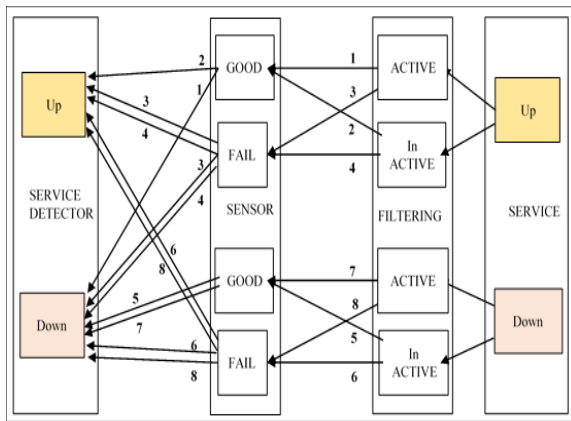 GOOD
ACTIVE
2
1
1
3
Up
Up
3
4
2
In
ACTIVE
FAIL
4
3
4
SERVICE
DETECTOR
SENSOR
FILTERING
SERVICE
6
8
GOOD
7
ACTIVE
5
7
8
5
Down
Down
6
8
FAIL
6
In
ACTIVE